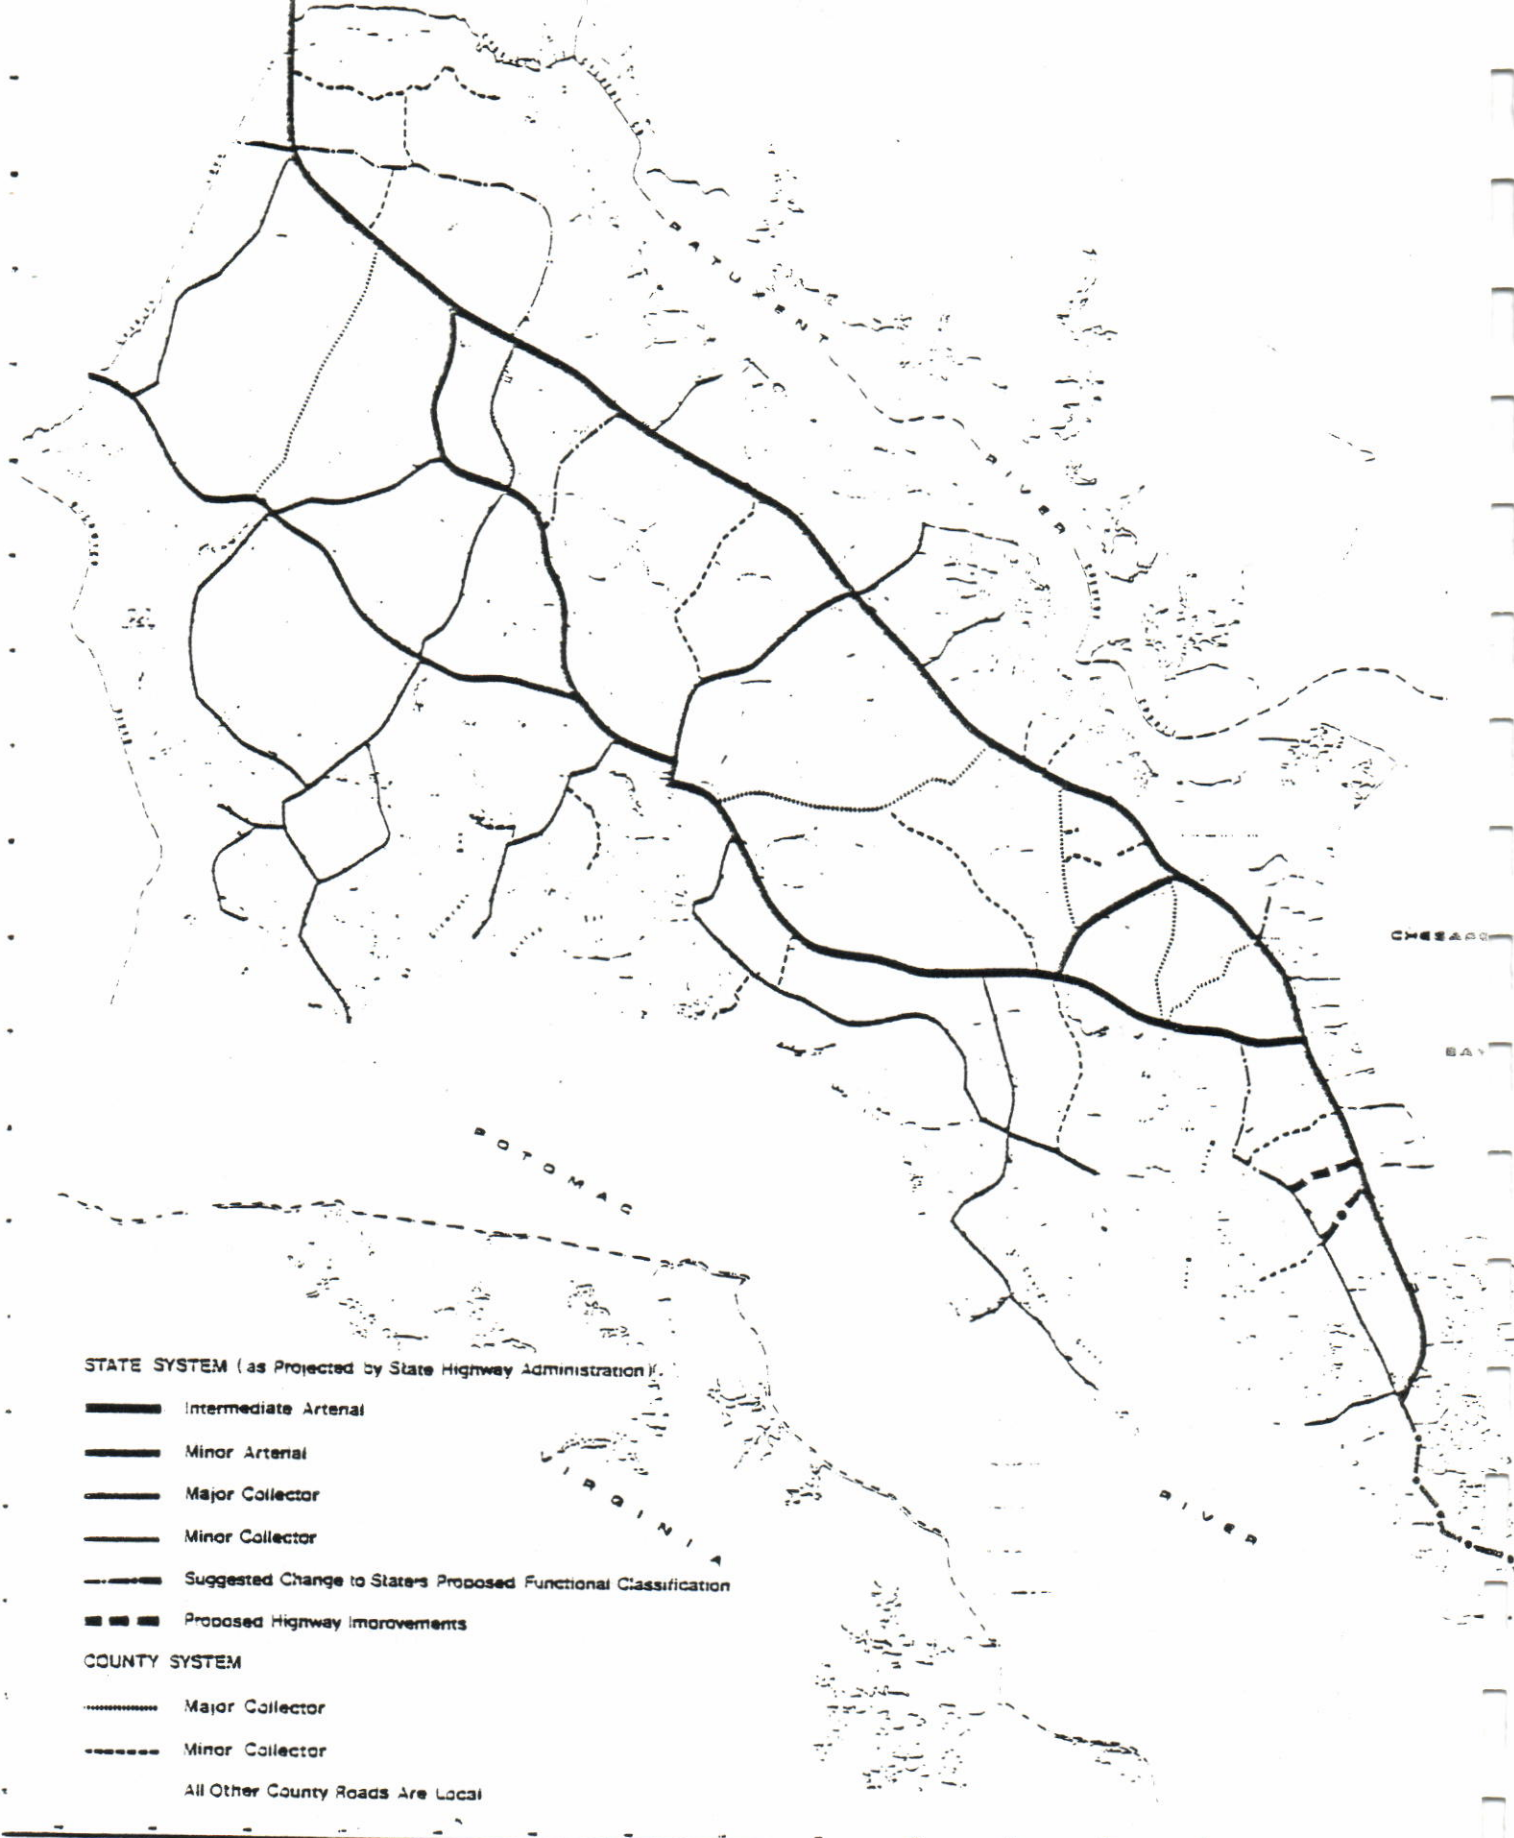 PATUXENT
RIVER
CHESAP
BAY
POTOMAC
VIRGINIA
RIVER
STATE SYSTEM (as Projected by State Highway Administration)
Intermediate Arterial
Minor Arterial
Major Collector
Minor Collector
Suggested Change to State's Proposed Functional Classification
Proposed Highway Improvements
COUNTY SYSTEM
Major Collector
Minor Collector
All Other County Roads Are Local